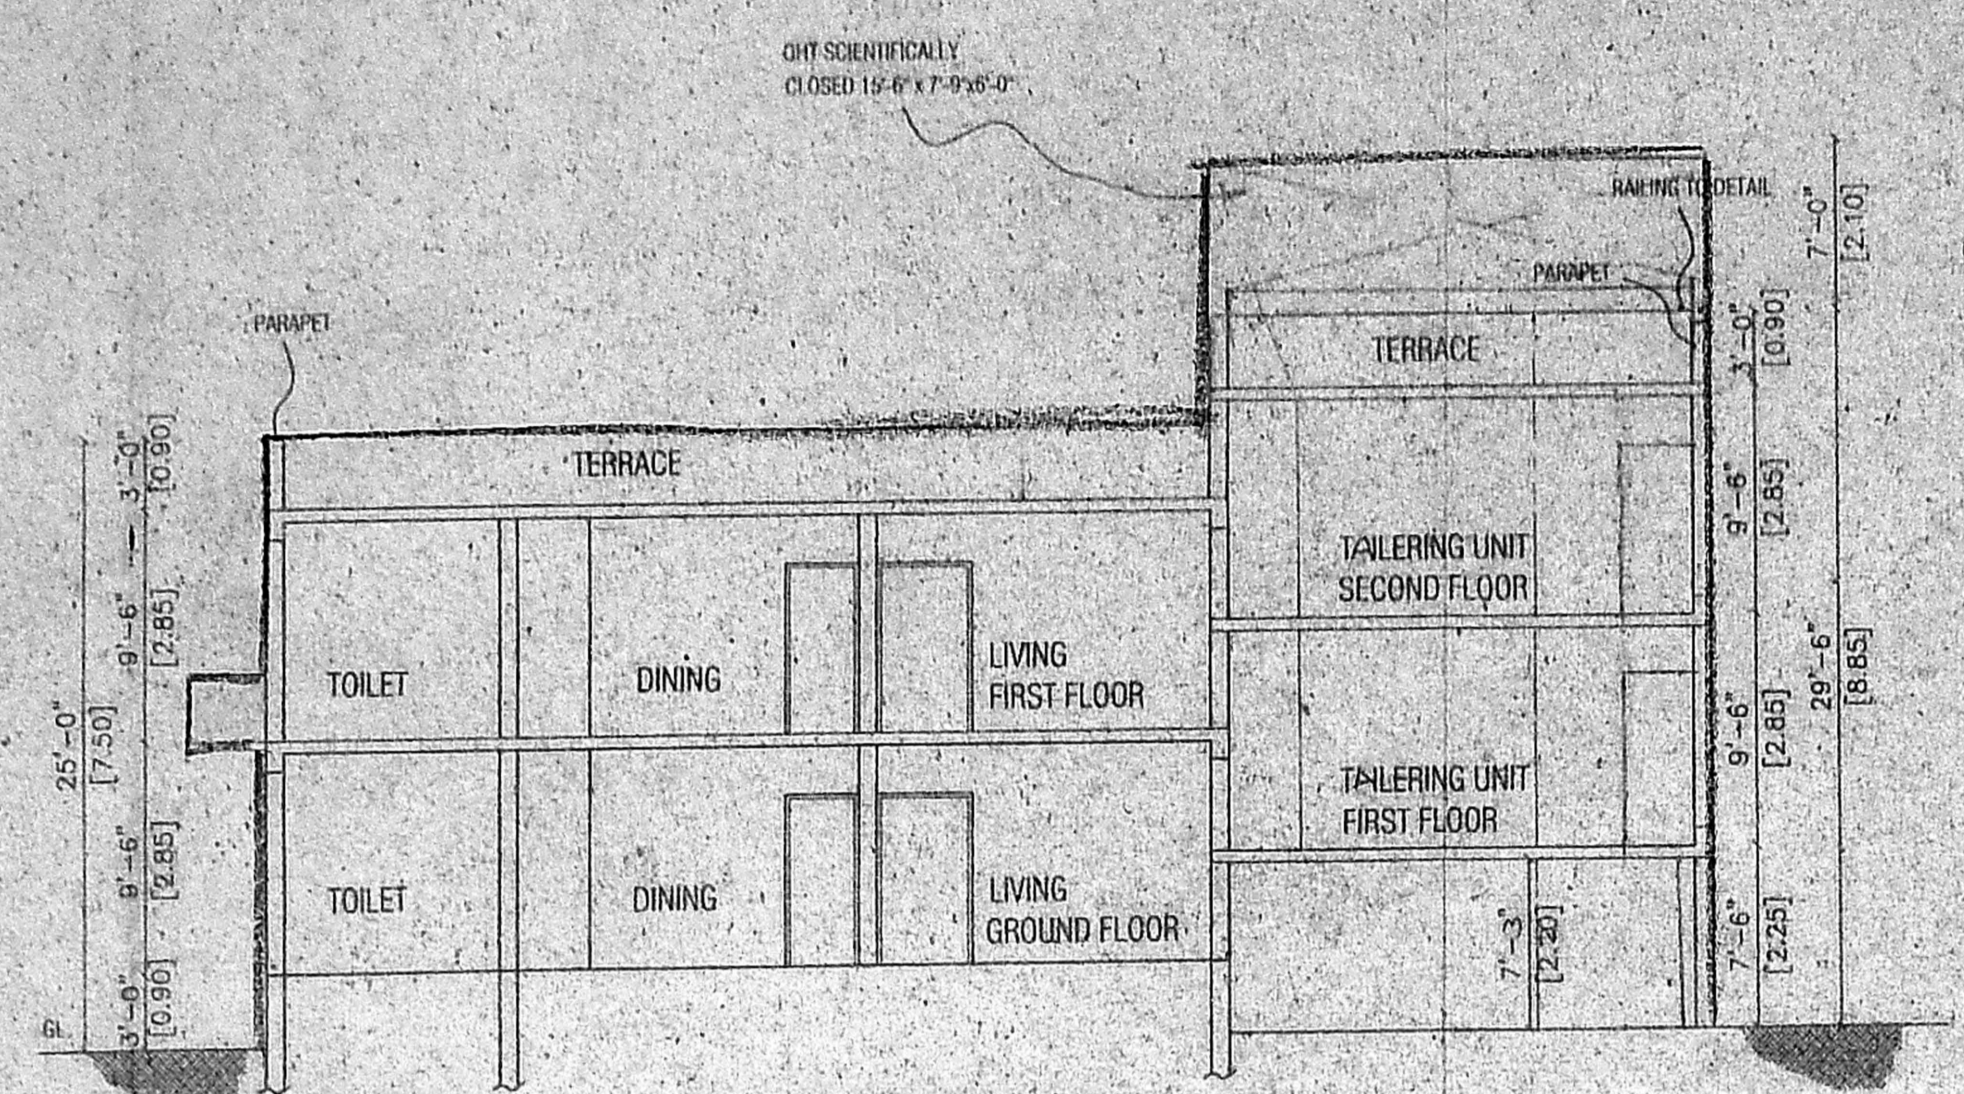 OHT SCIENTIFICALLY
CLOSED 15'-6" x 7'-9"x6'-0"
RAILING TO DETAIL
PARAPET
PARAPET
TERRACE
TERRACE
TAILERING UNIT
SECOND FLOOR
TOILET
DINING
LIVING
FIRST FLOOR
TAILERING UNIT
FIRST FLOOR
TOILET
DINING
LIVING
GROUND FLOOR
GL
25'-0"
[7.50]
3'-0"
[0.90]
9'-6"
[2.85]
9'-6"
[2.85]
3'-0"
[0.90]
7'-3"
[2.20]
3'-0"
[0.90]
9'-6"
[2.85]
9'-6"
[2.85]
7'-6"
[2.25]
7'-0"
[2.10]
29'-6"
[8.85]